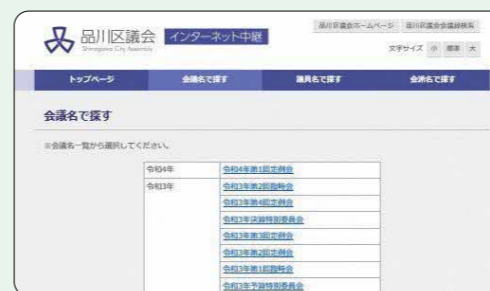 品川区議会ホームページ 品川区議会会議録検索
品川区議会 インターネット中継
Shinagawa City Assembly
文字サイズ 小 標準 大
トップページ 会議名で探す 議員名で探す 会派名で探す
会議名で探す
※会議名一覧から選択してください。
令和4年 令和4年第1回定例会
令和3年 令和3年第2回臨時会
令和3年第4回定例会
令和3年決算特別委員会
令和3年第3回定例会
令和3年第2回定例会
令和3年第1回臨時会
令和3年予算特別委員会